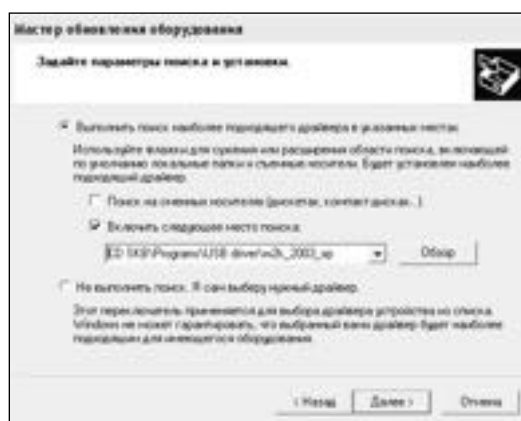 Мастер обновления оборудования
Задайте параметры поиска и установки.
Выполнить поиск наиболее подходящего драйвера в указанных местах.
Используйте флажки для сужения или расширения области поиска, включающей
по умолчанию локальные папки и съемные носители. Будет установлен наиболее
подходящий драйвер.
Поиск на сменных носителях (дискетах, компакт-дисках...)
Включить следующее место поиска:
\Programs\USB driver\w2k_2003_xp
Обзор
Не выполнять поиск. Я сам выберу нужный драйвер.
Этот переключатель применяется для выбора драйвера устройства из списка.
Windows не может гарантировать, что выбранный вами драйвер будет наиболее
подходящим для имеющегося оборудования.
< Назад
Далее >
Отмена